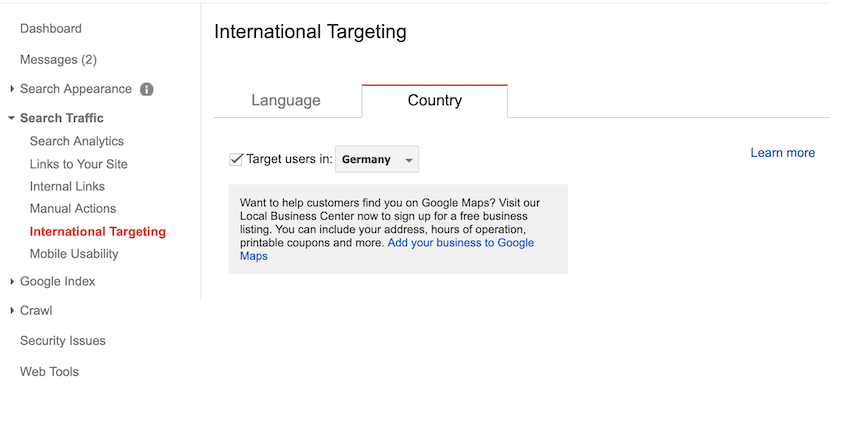 Dashboard
Messages (2)
Search Appearance
Search Traffic
Search Analytics
Links to Your Site
Internal Links
Manual Actions
International Targeting
Mobile Usability
Google Index
Crawl
Security Issues
Web Tools
International Targeting
Language
Country
Target users in: Germany
Learn more
Want to help customers find you on Google Maps? Visit our
Local Business Center now to sign up for a free business
listing. You can include your address, hours of operation,
printable coupons and more. Add your business to Google
Maps